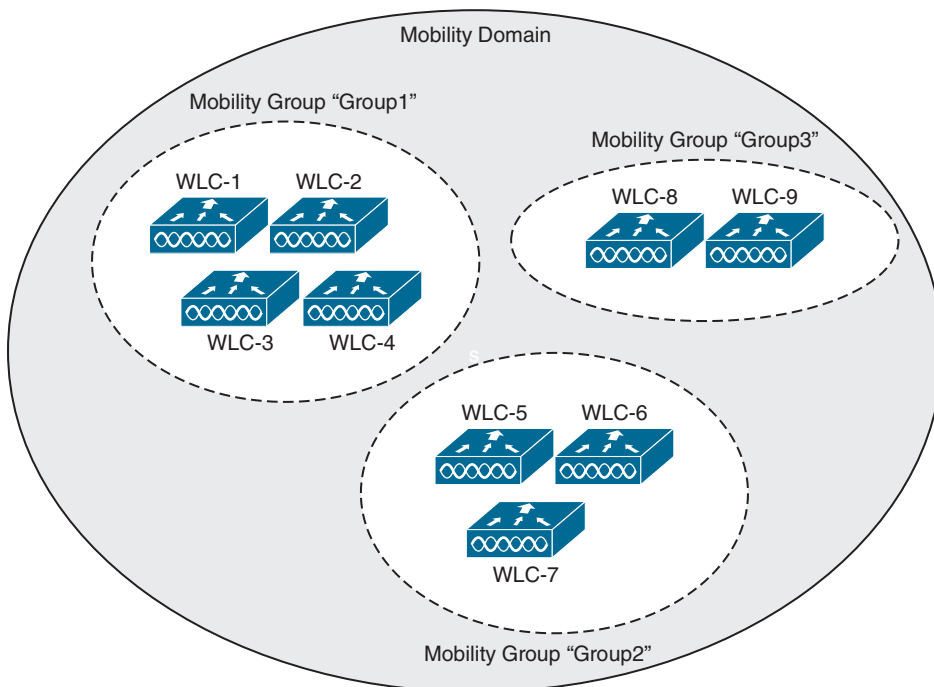 Mobility Domain
Mobility Group “Group1”
WLC-1
WLC-2
WLC-3
WLC-4
Mobility Group “Group3”
WLC-8
WLC-9
s
WLC-5
WLC-6
WLC-7
Mobility Group “Group2”